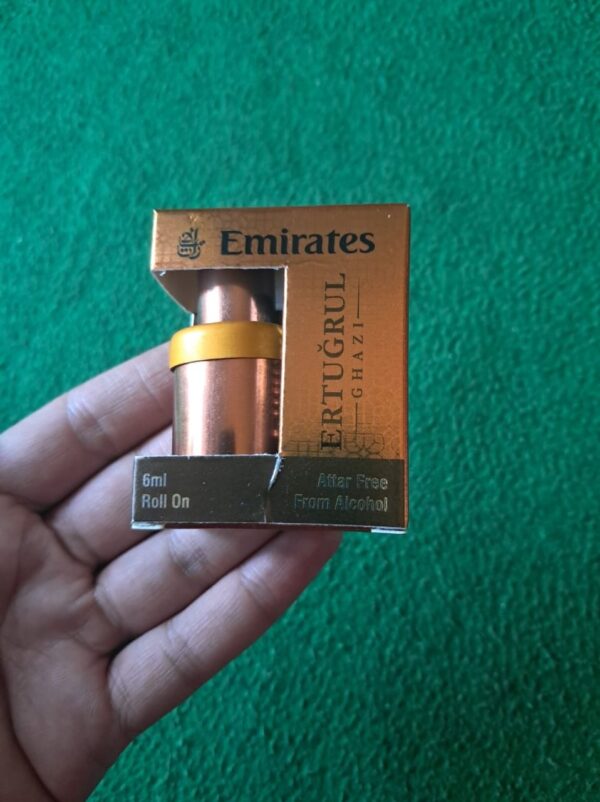 Emirates
ERTUĞRUL
GHAZI
6ml
Roll On
Attar Free
From Alcohol